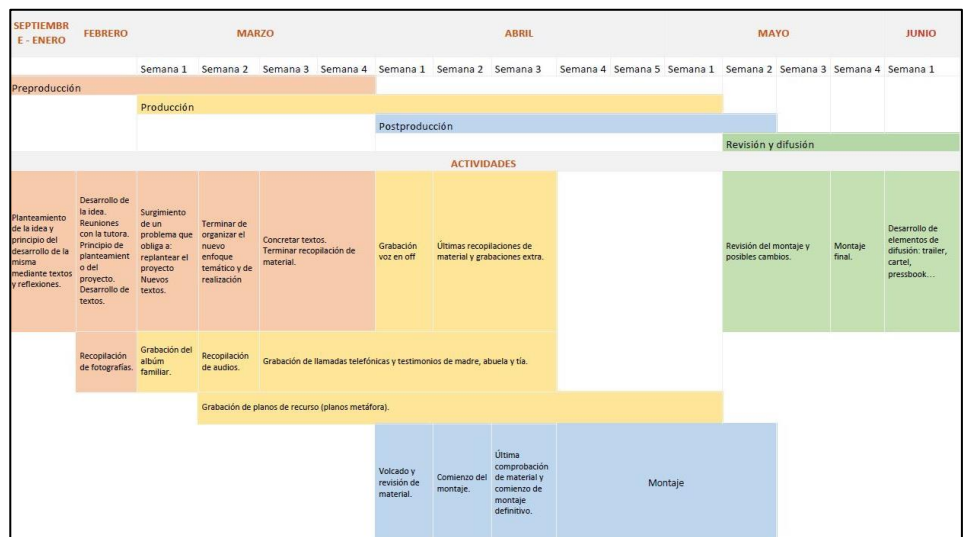 SEPTIEMBR
E - ENERO
FEBRERO
MARZO
ABRIL
MAYO
JUNIO
Semana 1 Semana 2 Semana 3 Semana 4 Semana 1 Semana 2 Semana 3 Semana 4 Semana 5 Semana 1 Semana 2 Semana 3 Semana 4 Semana 1
Preproducción
Producción
Postproducción
Revisión y difusión
ACTIVIDADES
Planteamiento
de la idea y
principio del
desarrollo de la
misma
mediante textos
y reflexiones.
Desarrollo de
la idea.
Reuniones
con la tutora.
Principio de
planteamient
o del
proyecto.
Desarrollo de
textos.
Surgimiento
de un
problema que
obliga a:
replantear el
proyecto
Nuevos
textos.
Terminar de
organizar el
nuevo
enfoque
temático y de
realización
Concretar textos.
Terminar recopilación de
material.
Grabación
voz en off
Últimas recopilaciones de
material y grabaciones extra.
Revisión del montaje y
posibles cambios.
Montaje
final.
Desarrollo de
elementos de
difusión: trailer,
cartel,
pressbook...
Recopilación
de fotografías.
Grabación del
albúm
familiar.
Recopilación
de audios.
Grabación de llamadas telefónicas y testimonios de madre, abuela y tía.
Grabación de planos de recurso (planos metáfora).
Volcado y
revisión de
material.
Comienzo del
montaje.
Última
comprobación
de material y
comienzo de
montaje
definitivo.
Montaje